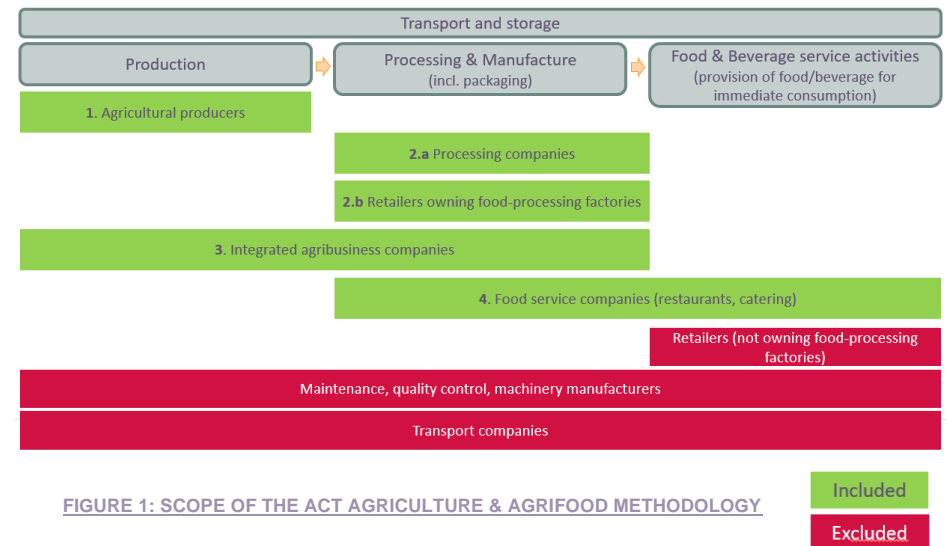 Transport and storage
Production
Processing & Manufacture
(incl. packaging)
Food & Beverage service activities
(provision of food/beverage for
immediate consumption)
1. Agricultural producers
2.a Processing companies
2.b Retailers owning food-processing factories
3. Integrated agribusiness companies
4. Food service companies (restaurants, catering)
Retailers (not owning food-processing
factories)
Maintenance, quality control, machinery manufacturers
Transport companies
FIGURE 1: SCOPE OF THE ACT AGRICULTURE & AGRIFOOD METHODOLOGY
Included
Excluded